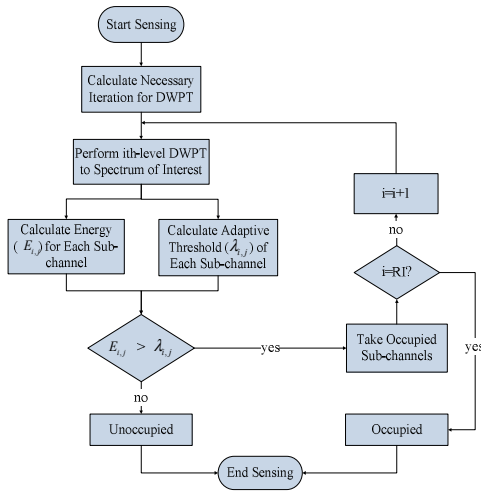 Start Sensing
Calculate Necessary
Iteration for DWPT
Perform ith-level DWPT
to Spectrum of Interest
Calculate Energy
( E_{i,j}) for Each Sub-
channel
Calculate Adaptive
Threshold (λ_{i,j}) of
Each Sub-channel
E_{i,j} > λ_{i,j}
yes
no
Take Occupied
Sub-channels
i=RI?
no
i=i+1
yes
Unoccupied
Occupied
End Sensing